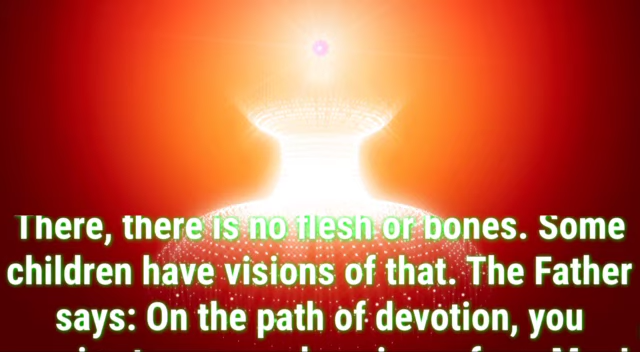 There, there is no flesh or bones. Some
children have visions of that. The Father
says: On the path of devotion, you